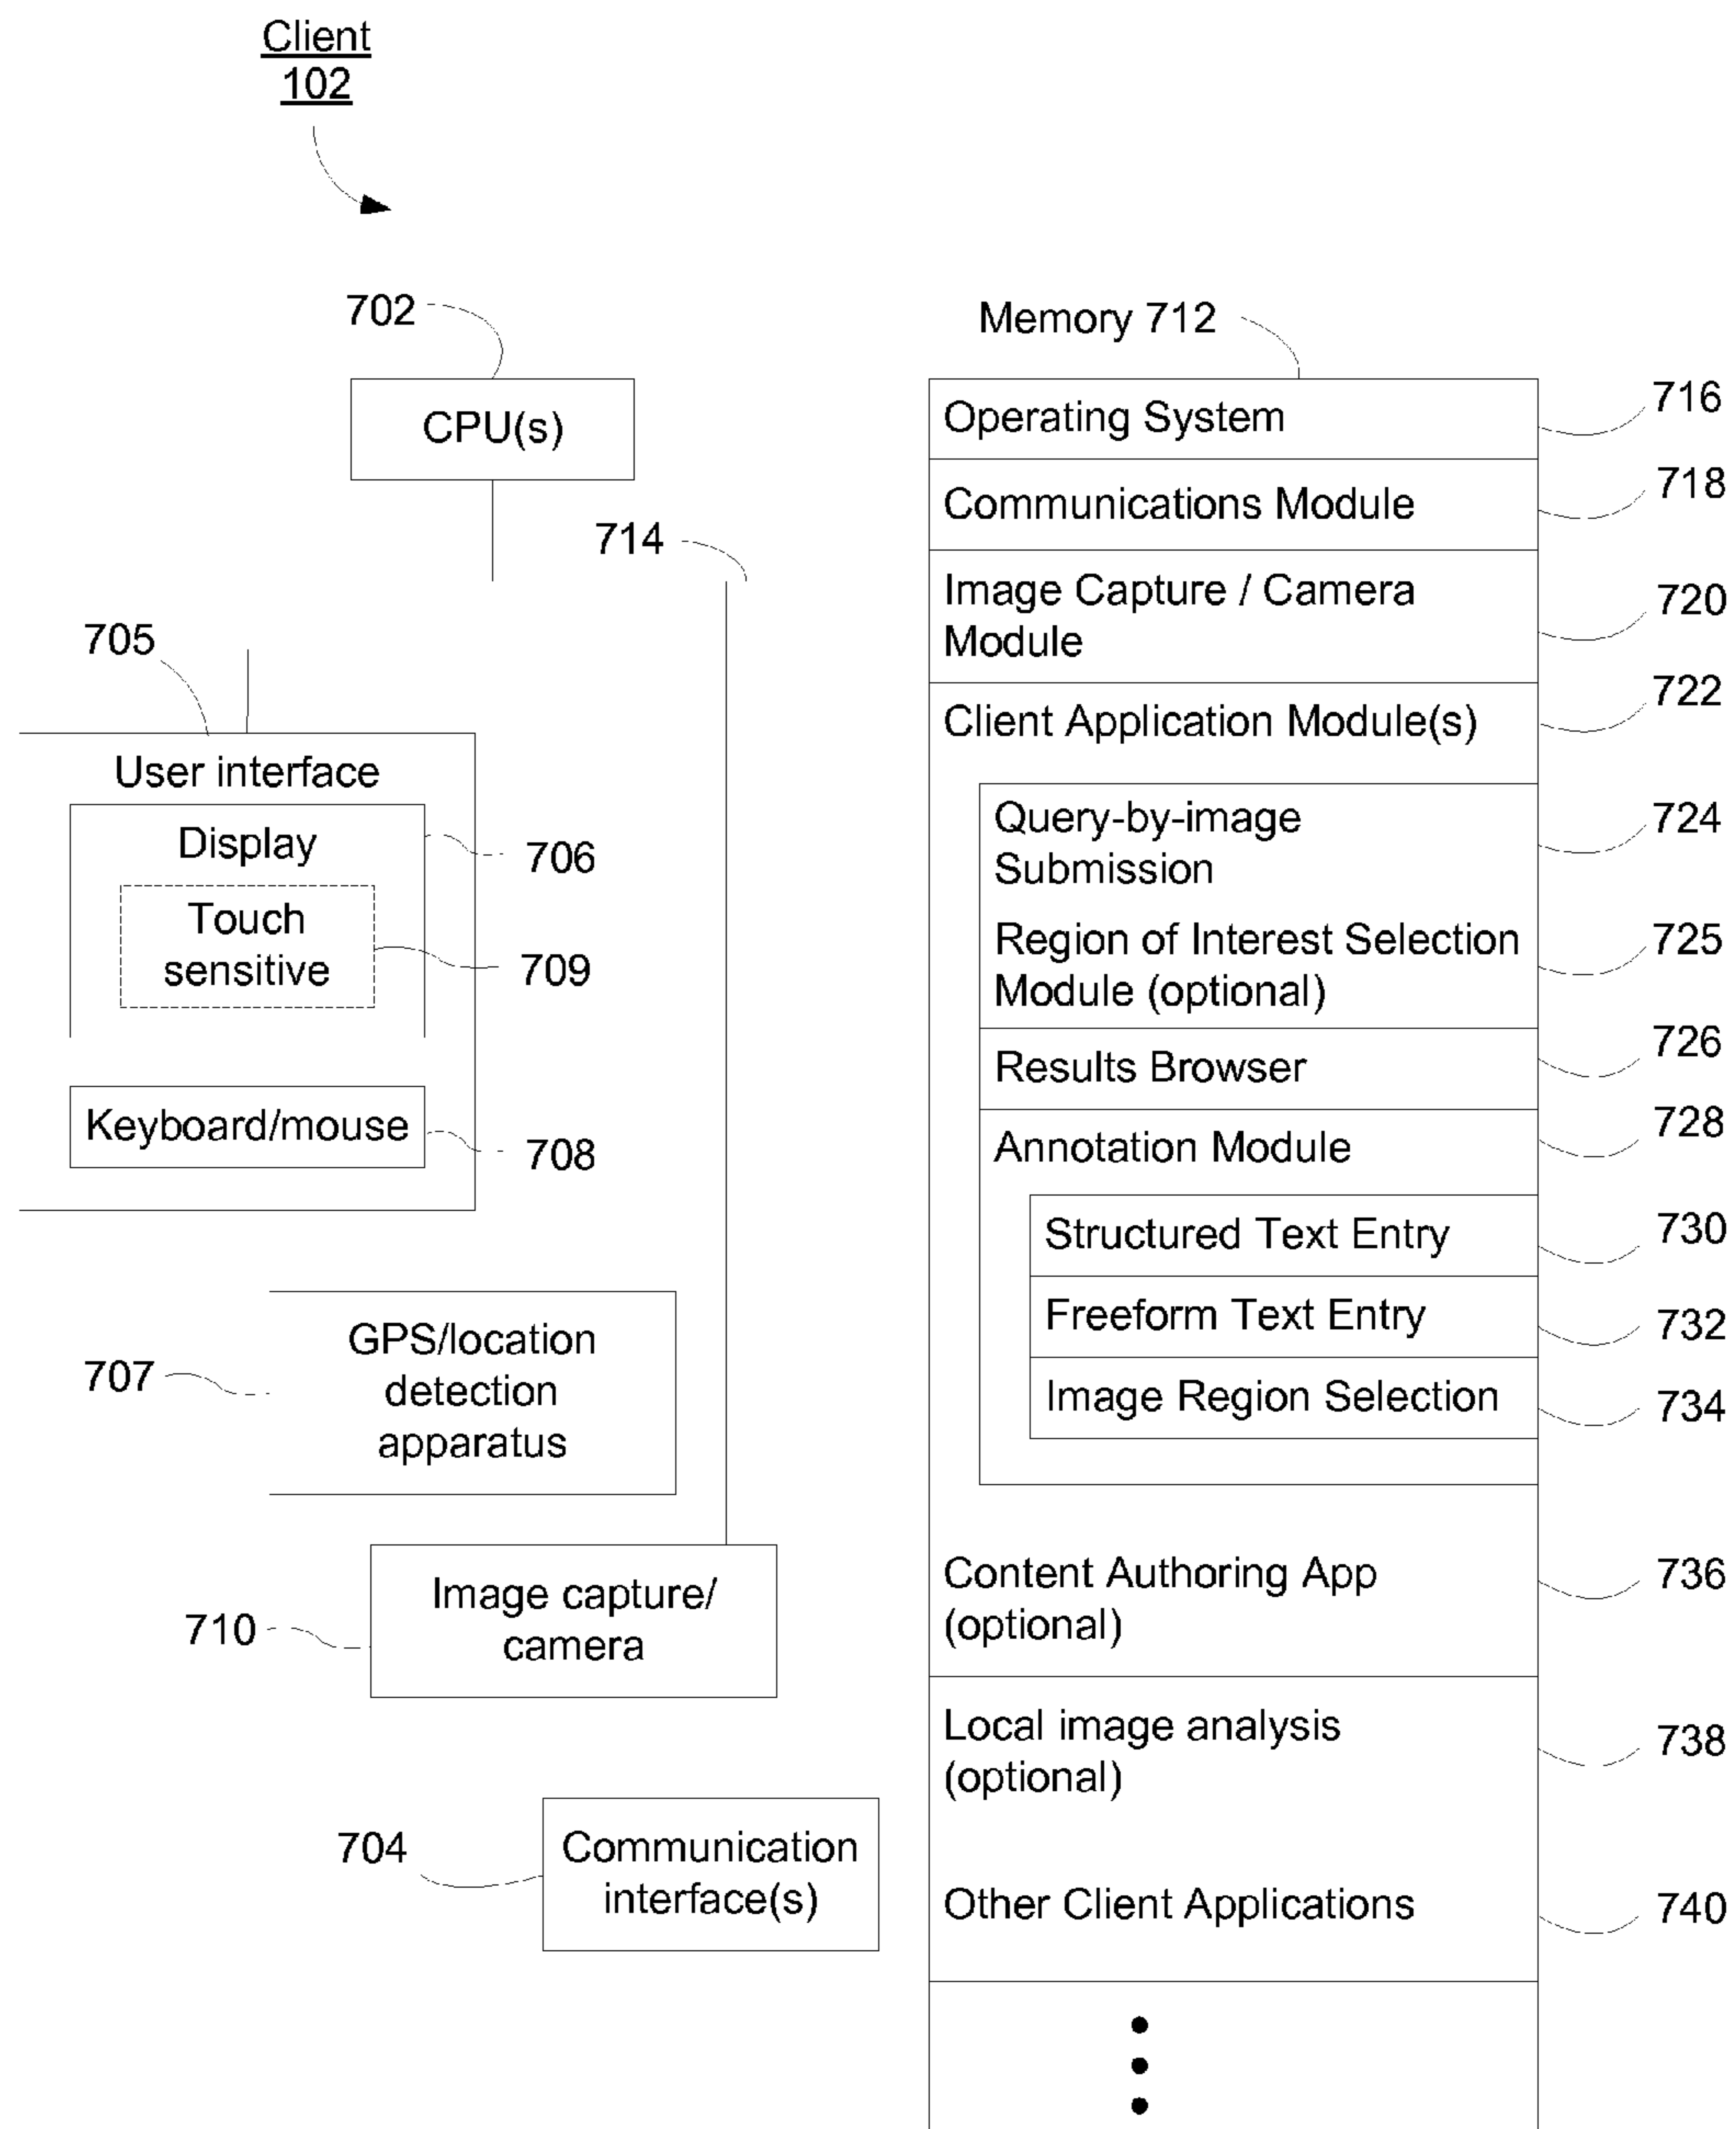 Client
102
702
CPU(s)
714
705
User interface
Display
706
Touch
sensitive
709
Keyboard/mouse
708
GPS/location
detection
apparatus
707
Image capture/
camera
710
704
Communication
interface(s)
Memory 712
Operating System
716
Communications Module
718
Image Capture / Camera
Module
720
Client Application Module(s)
722
Query-by-image
Submission
724
Region of Interest Selection
Module (optional)
725
Results Browser
726
Annotation Module
728
Structured Text Entry
730
Freeform Text Entry
732
Image Region Selection
734
Content Authoring App
(optional)
736
Local image analysis
(optional)
738
Other Client Applications
740